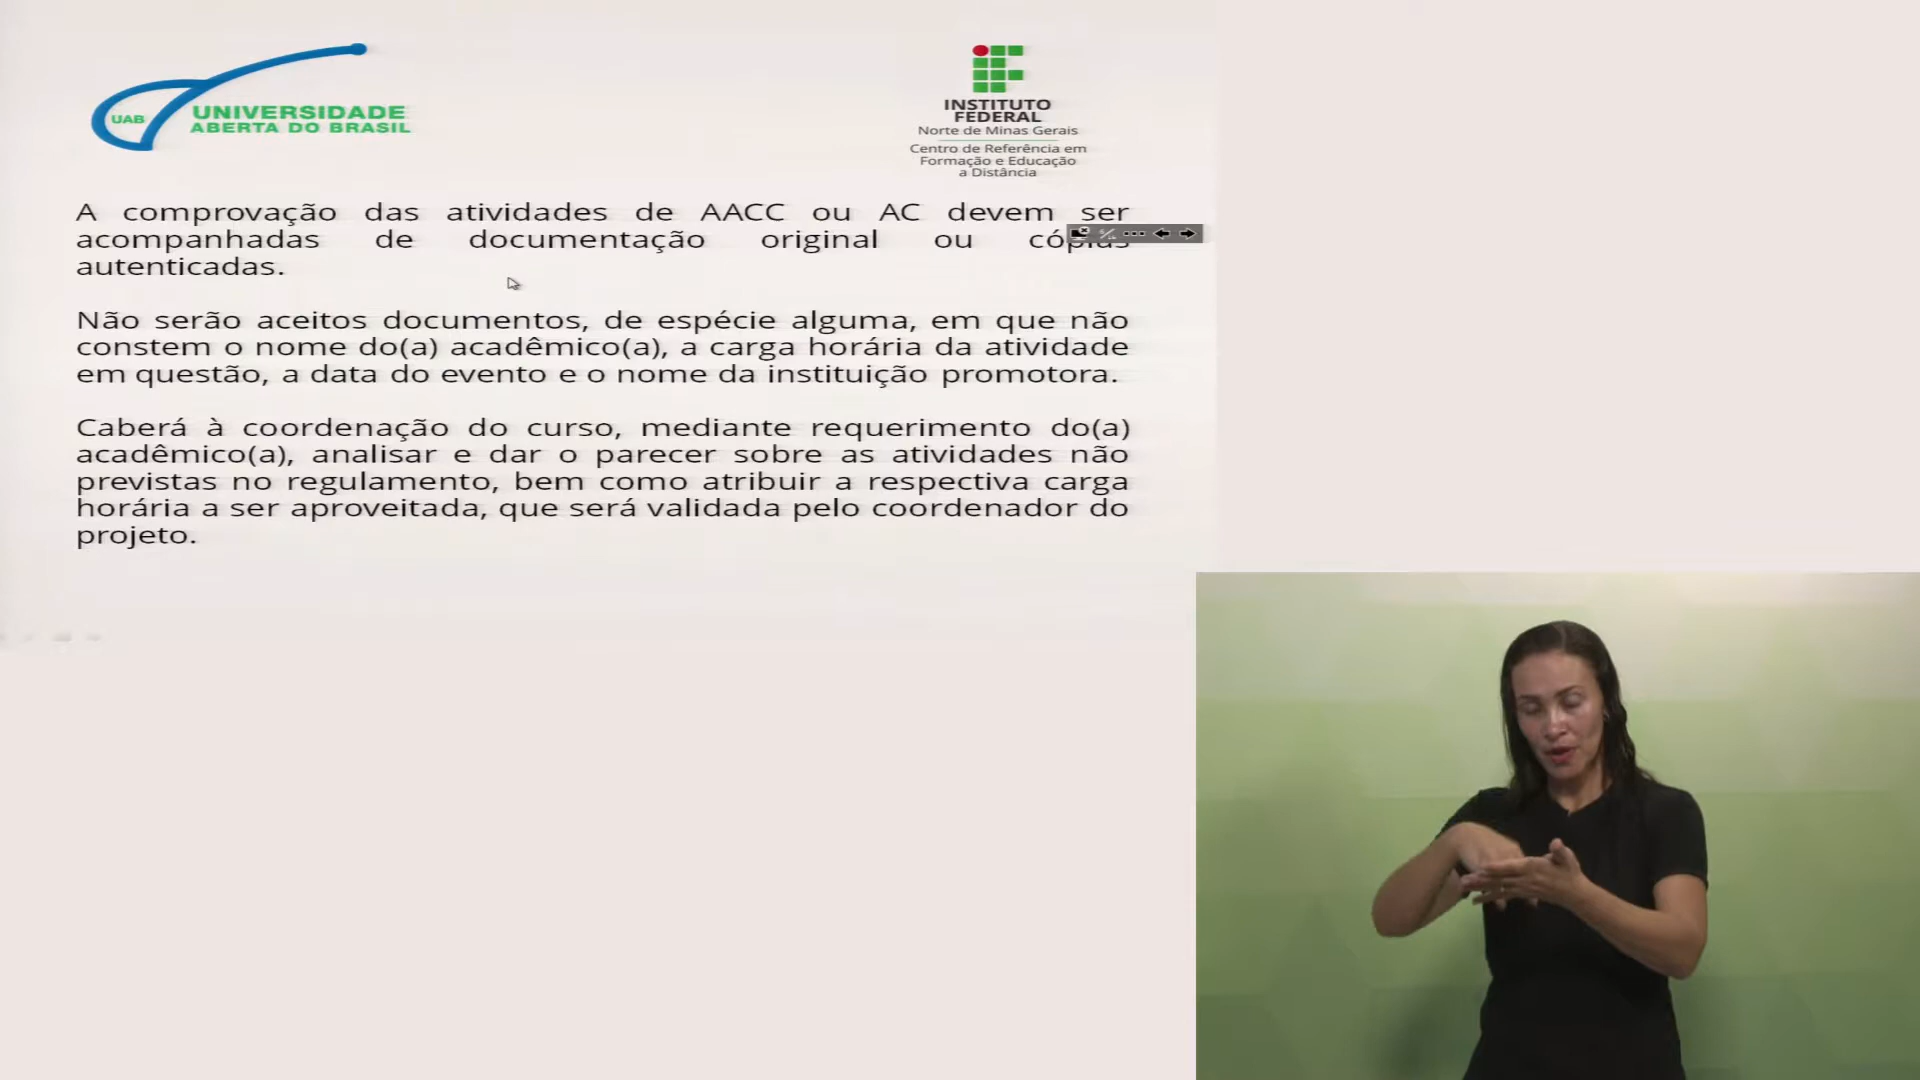 UAB
UNIVERSIDADE
ABERTA DO BRASIL
INSTITUTO
FEDERAL
Norte de Minas Gerais
Centro de Referência em
Formação e Educação
a Distância
A comprovação das atividades de AACC ou AC devem ser
acompanhadas de documentação original ou cópias
autenticadas.
Não serão aceitos documentos, de espécie alguma, em que não
constem o nome do(a) acadêmico(a), a carga horária da atividade
em questão, a data do evento e o nome da instituição promotora.
Caberá à coordenação do curso, mediante requerimento do(a)
acadêmico(a), analisar e dar o parecer sobre as atividades não
previstas no regulamento, bem como atribuir a respectiva carga
horária a ser aproveitada, que será validada pelo coordenador do
projeto.